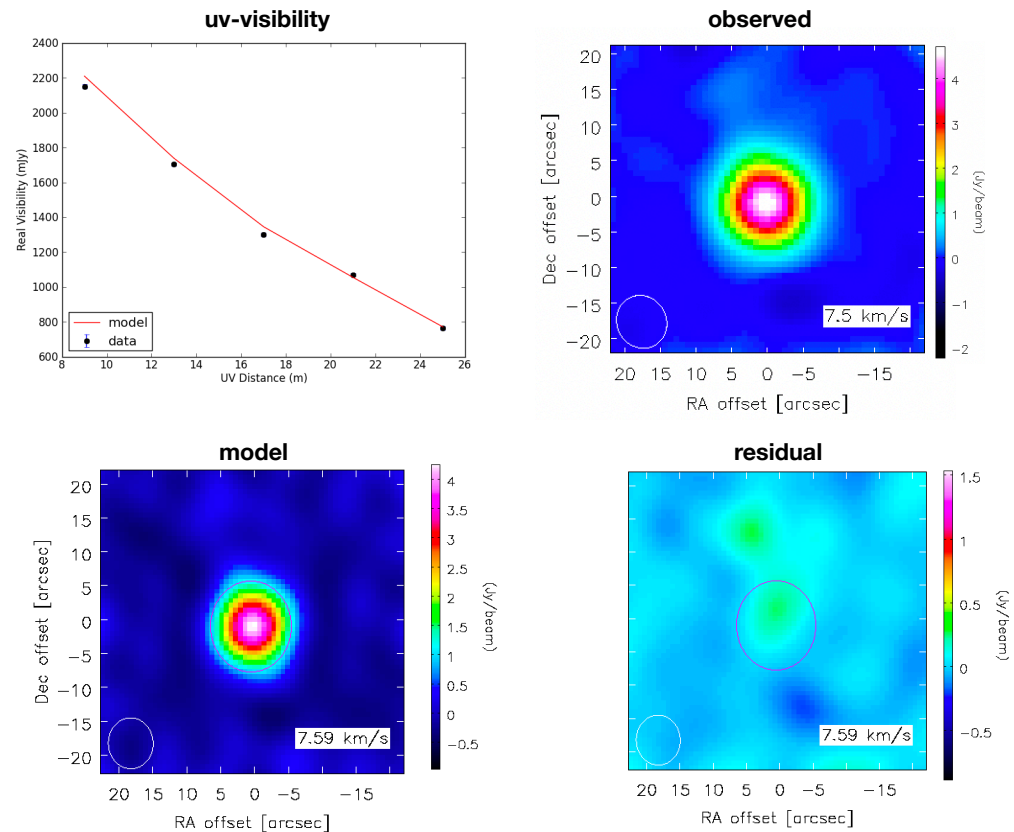 uv-visibility
2400
2200
2000
1800
1600
1400
1200
1000
800
600
Real Visibility (mJy)
model
data
8 10 12 14 16 18 20 22 24 26
UV Distance (m)
observed
20
15
10
5
0
−5
−10
−15
−20
Dec offset [arcsec]
7.5 km/s
20 15 10 5 0 −5 −15
RA offset [arcsec]
4
3
2
1
0
−1
−2
(Jy/beam)
model
20
15
10
5
0
−5
−10
−15
−20
Dec offset [arcsec]
7.59 km/s
20 15 10 5 0 −5 −15
RA offset [arcsec]
4
3.5
3
2.5
2
1.5
1
0.5
0
−0.5
(Jy/beam)
residual
7.59 km/s
20 15 10 5 0 −5 −15
RA offset [arcsec]
1.5
1
0.5
0
−0.5
(Jy/beam)